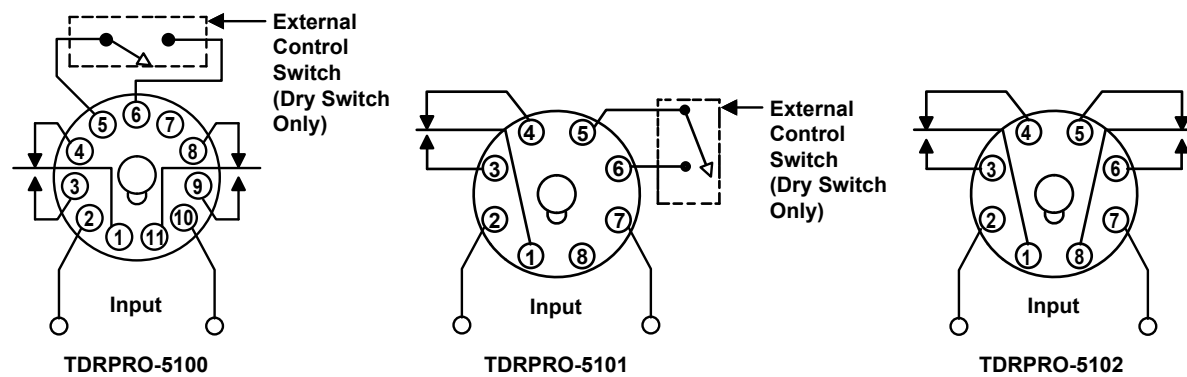 External
Control
Switch
(Dry Switch
Only)
5
6
7
4
8
3
9
2
10
1
11
Input
TDRPRO-5100
External
Control
Switch
(Dry Switch
Only)
4
5
3
6
2
7
1
8
Input
TDRPRO-5101
4
5
3
6
2
7
1
8
Input
TDRPRO-5102